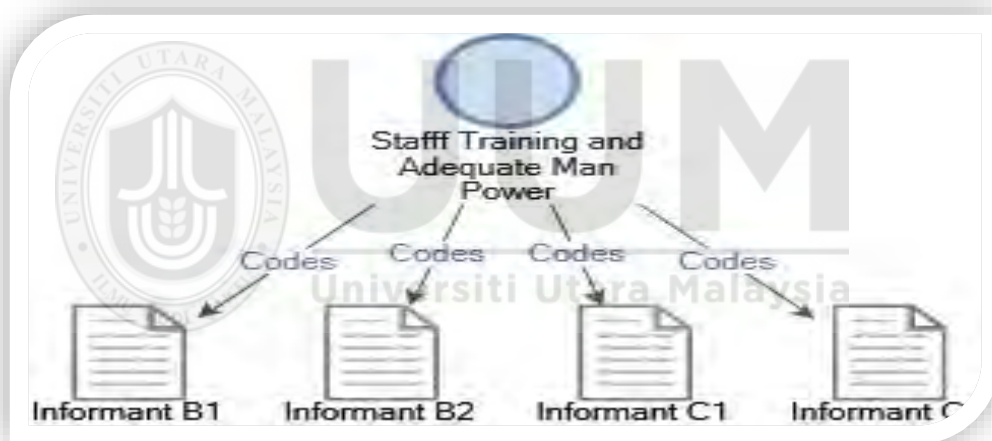 Stafff Training and
Adequate Man
Power
Codes Codes Codes Codes
Informant B1 Informant B2 Informant C1 Informant C
UNIVERSITI UTARA MALAYSIA
UUM
Universiti Utara Malaysia